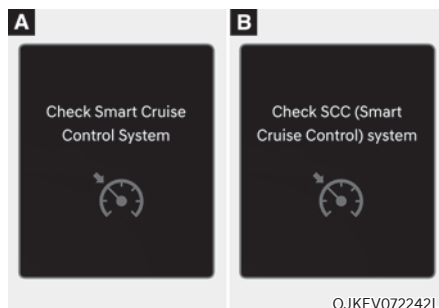 A
B
Check Smart Cruise
Control System
Check SCC (Smart
Cruise Control) system
OJKEV072242L